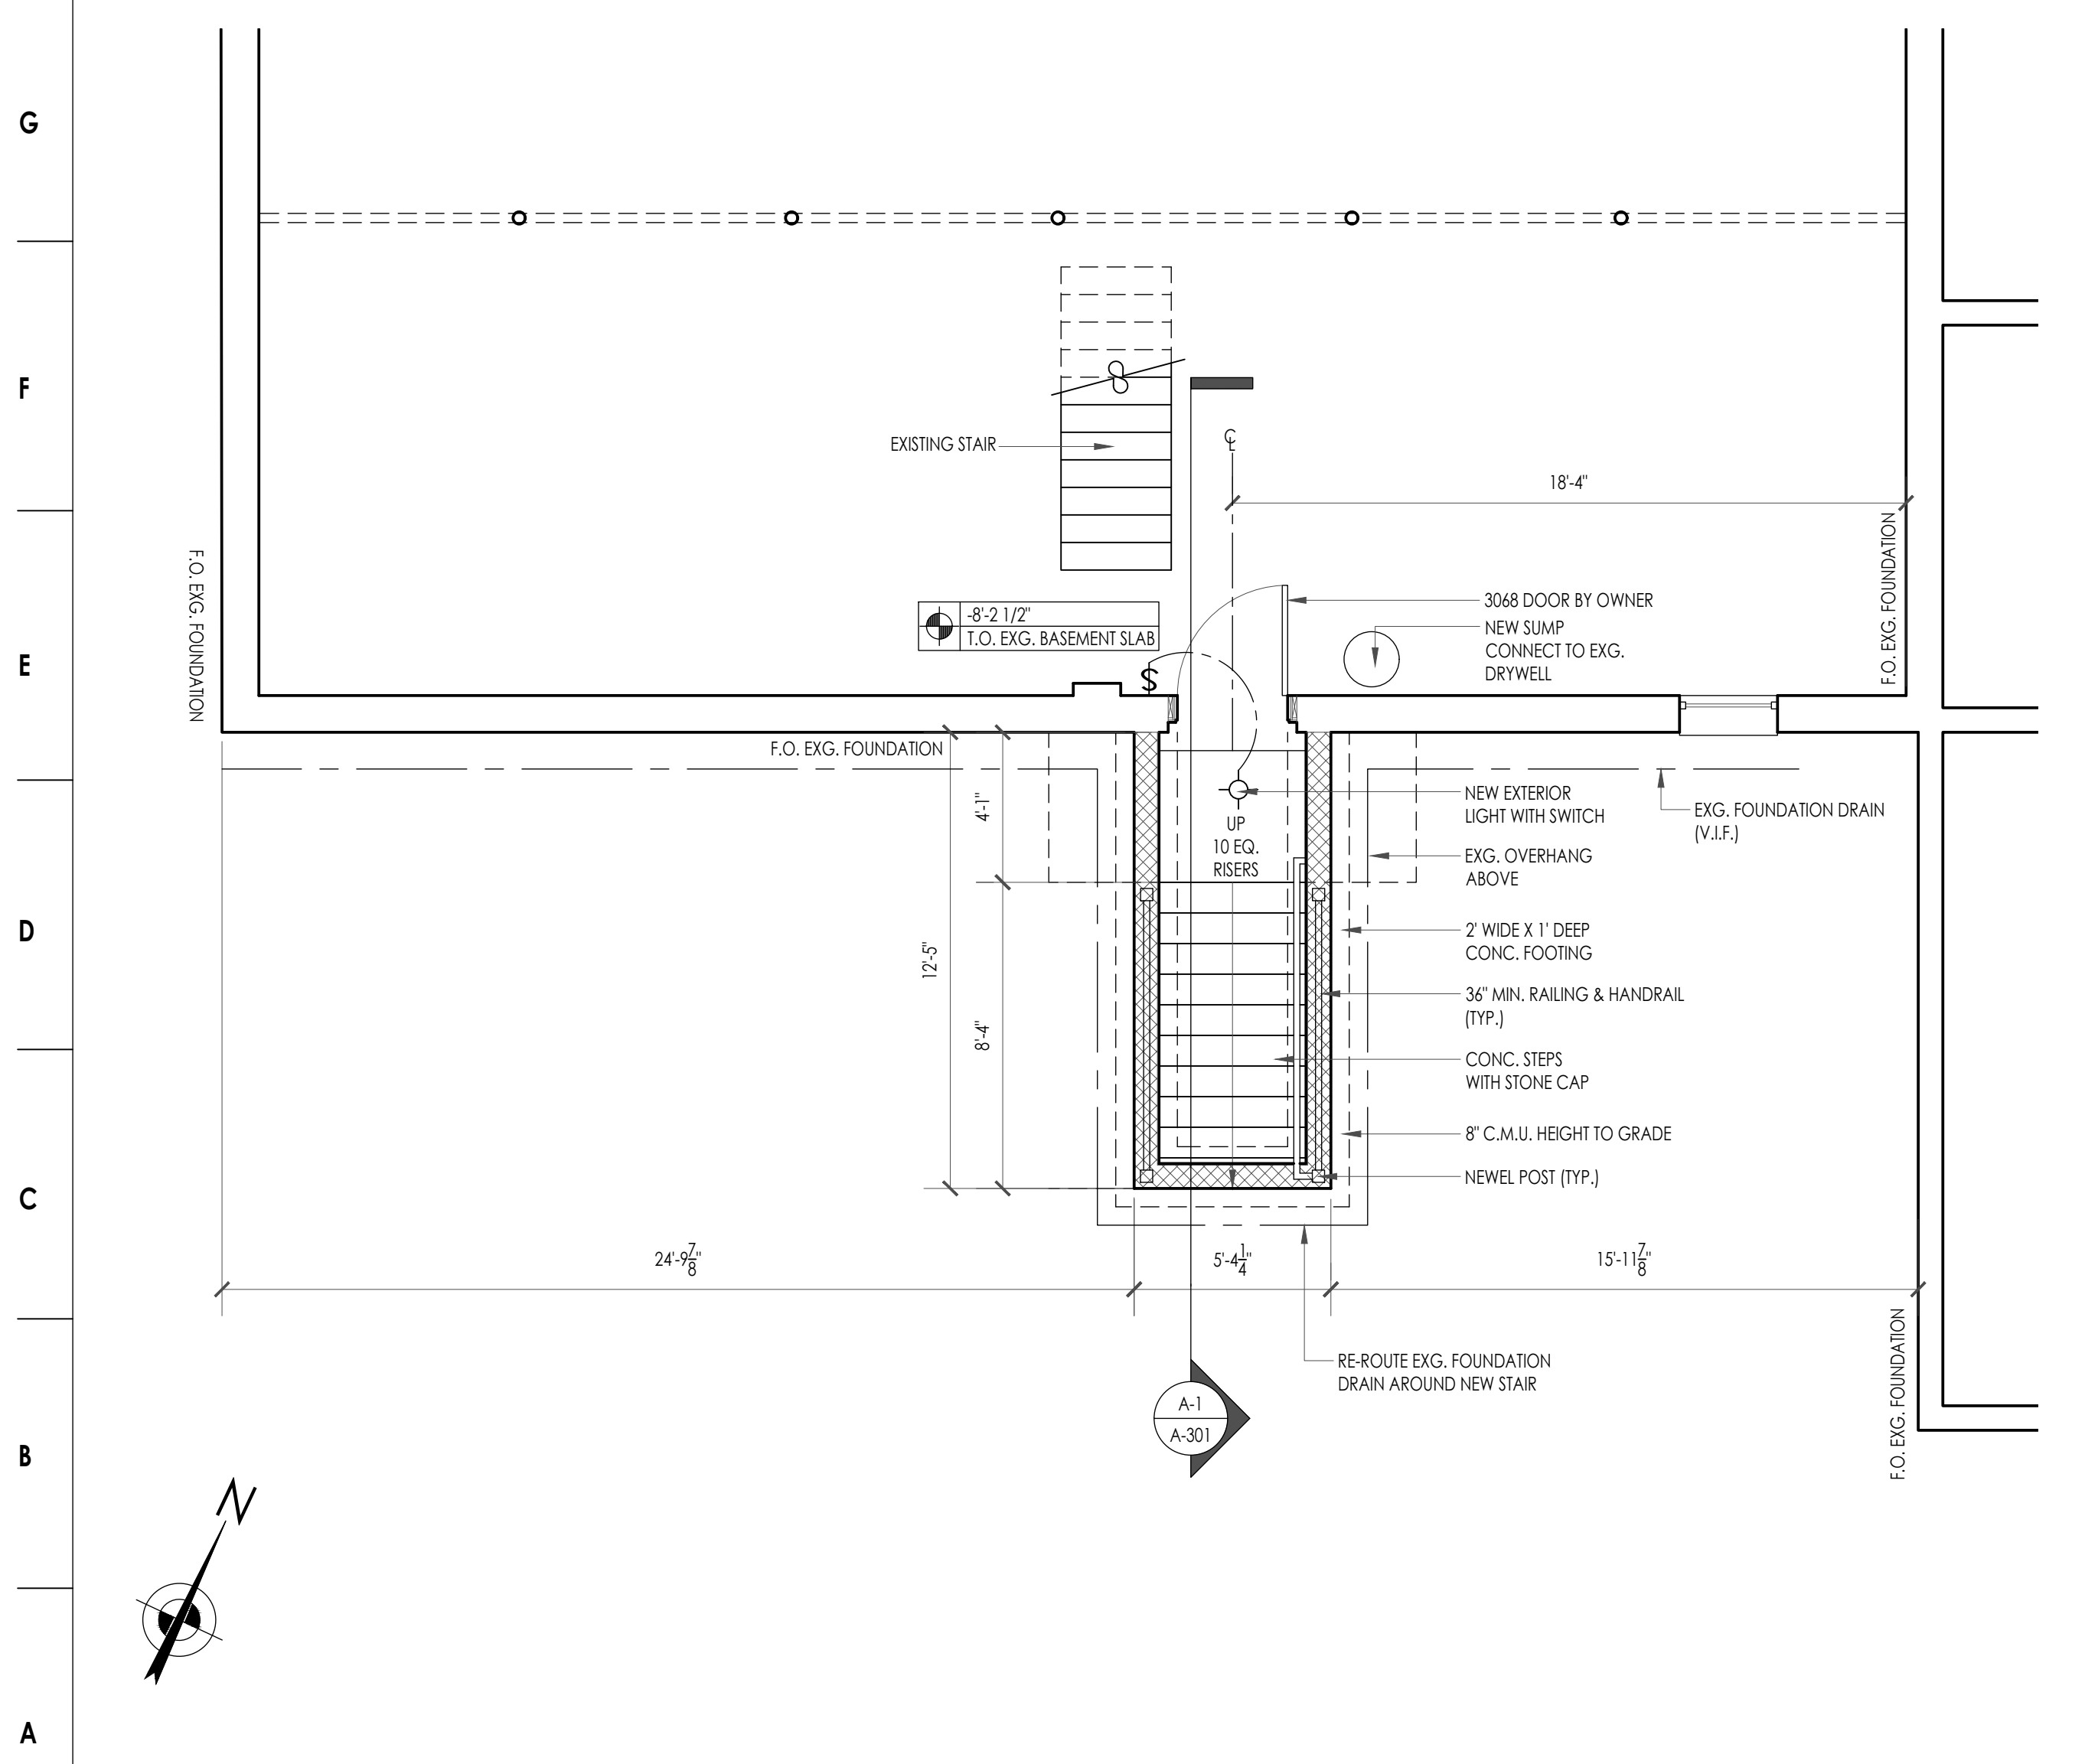 G
F
EXISTING STAIR
℄
18'-4"
F.O. EXG. FOUNDATION
F.O. EXG. FOUNDATION
3068 DOOR BY OWNER
-8'-2 1/2"
T.O. EXG. BASEMENT SLAB
NEW SUMP
CONNECT TO EXG.
DRYWELL
E
$
F.O. EXG. FOUNDATION
4'-1"
NEW EXTERIOR
LIGHT WITH SWITCH
EXG. FOUNDATION DRAIN
(V.I.F.)
UP
10 EQ.
RISERS
EXG. OVERHANG
ABOVE
D
12'-5"
2' WIDE X 1' DEEP
CONC. FOOTING
8'-4"
36" MIN. RAILING & HANDRAIL
(TYP.)
CONC. STEPS
WITH STONE CAP
8" C.M.U. HEIGHT TO GRADE
NEWEL POST (TYP.)
C
24'-9 7/8"
5'-4 1/4"
15'-11 7/8"
RE-ROUTE EXG. FOUNDATION
DRAIN AROUND NEW STAIR
F.O. EXG. FOUNDATION
A-1
A-301
B
N
A